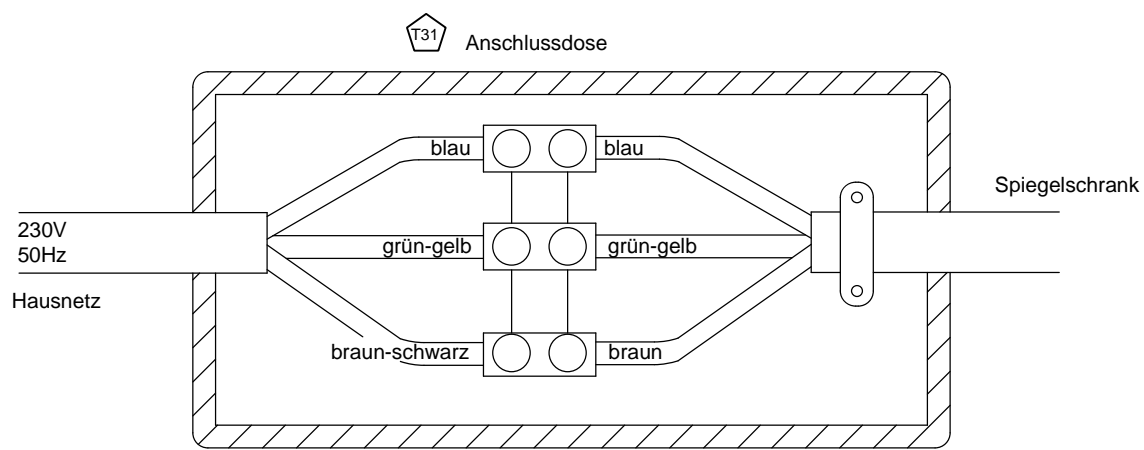 T31
Anschlussdose
blau
blau
Spiegelschrank
230V
50Hz
grün-gelb
grün-gelb
Hausnetz
braun-schwarz
braun